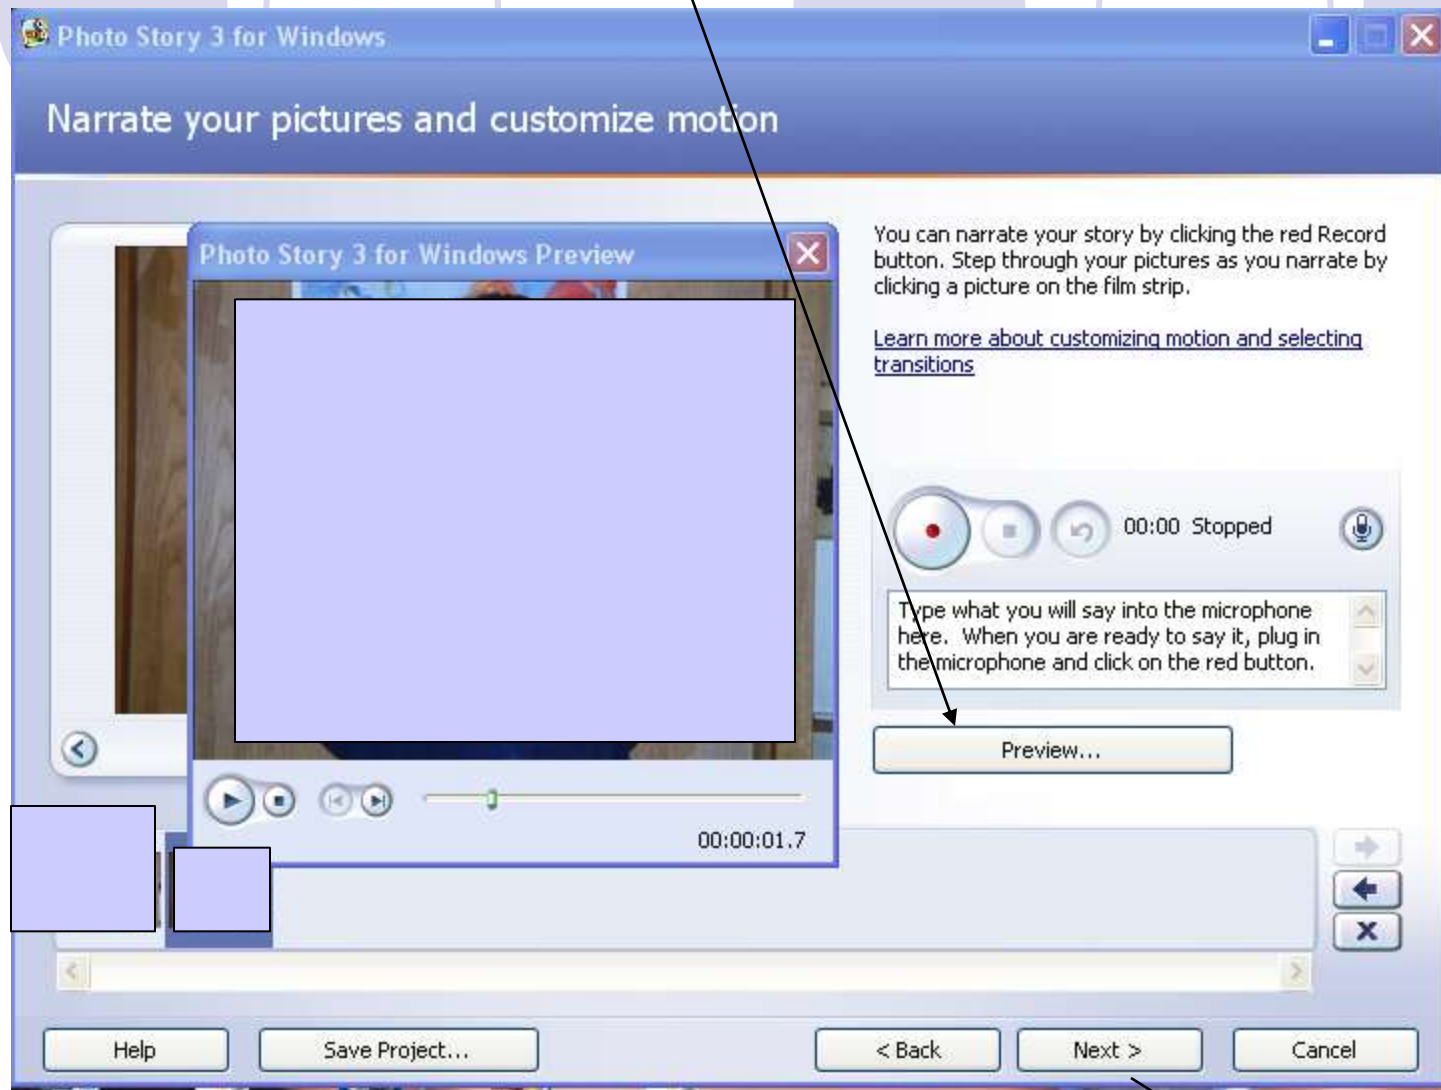 Photo Story 3 for Windows
Narrate your pictures and customize motion
Photo Story 3 for Windows Preview
00:00:01.7
You can narrate your story by clicking the red Record
button. Step through your pictures as you narrate by
clicking a picture on the film strip.
Learn more about customizing motion and selecting
transitions
00:00 Stopped
Type what you will say into the microphone
here. When you are ready to say it, plug in
the microphone and click on the red button.
Preview...
Help
Save Project...
< Back
Next >
Cancel